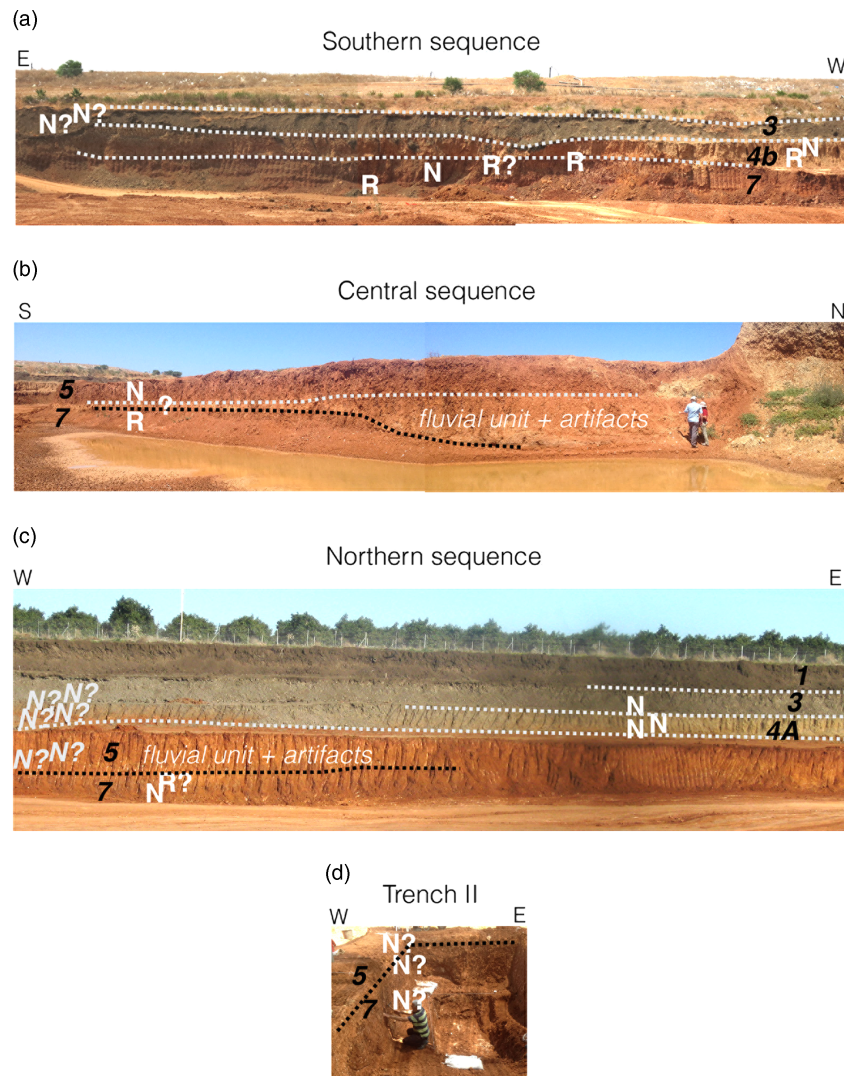 (a)
Southern sequence
E
W
N? N?
3
N
4b
R
R N R? R
7
(b)
Central sequence
S
N
5
N
?
7
R
fluvial unit + artifacts
(c)
Northern sequence
W
E
1
N? N?
N
3
N? N?
N
N
4A
N? N?
5
fluvial unit + artifacts
7
R?
N
(d)
Trench II
W
E
N?
5
N?
7
N?